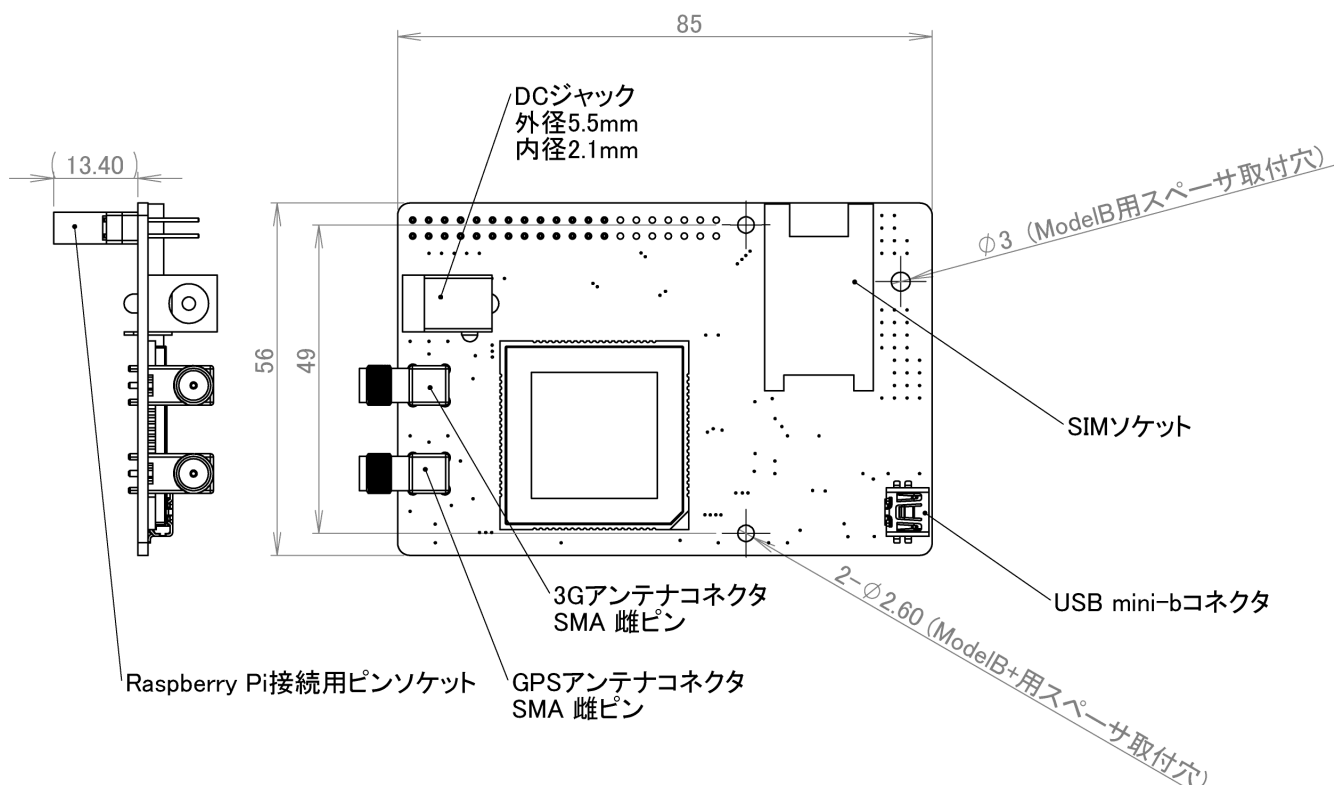 85
DCジャック
外径5.5mm
内径2.1mm
( 13.40 )
φ3 (ModelB用スペーサ取付穴)
56
49
SIMソケット
3Gアンテナコネクタ
SMA 雌ピン
2-φ2.60 (ModelB+用スペーサ取付穴)
USB mini-bコネクタ
Raspberry Pi接続用ピンソケット
GPSアンテナコネクタ
SMA 雌ピン